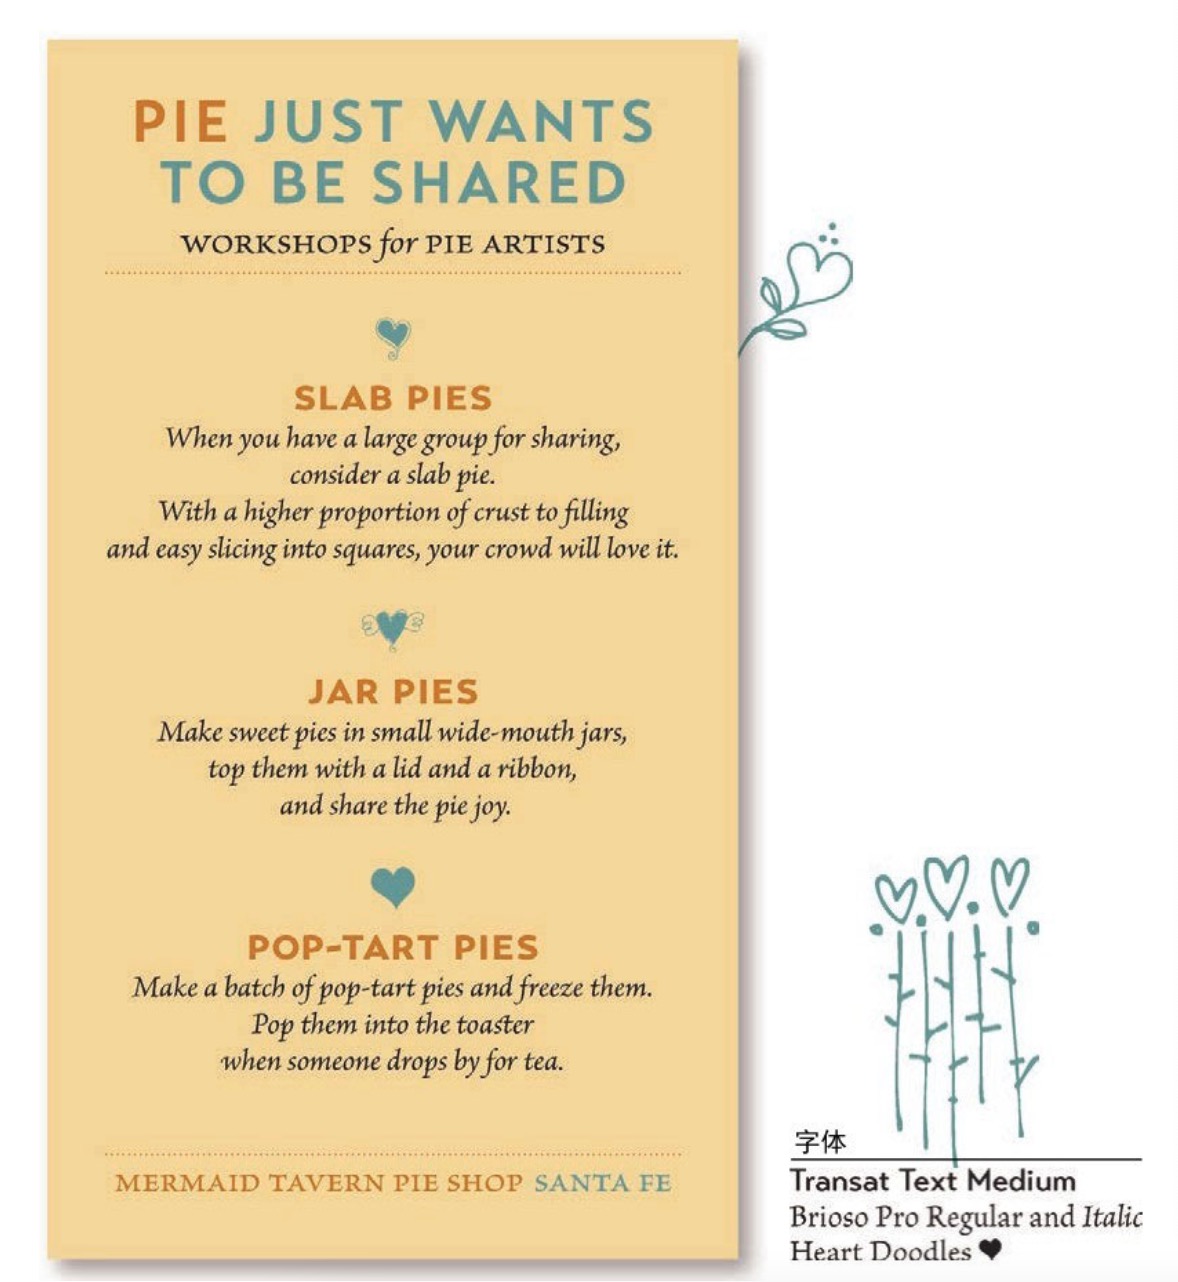 PIE JUST WANTS
TO BE SHARED
WORKSHOPS for PIE ARTISTS
SLAB PIES
When you have a large group for sharing,
consider a slab pie.
With a higher proportion of crust to filling
and easy slicing into squares, your crowd will love it.
JAR PIES
Make sweet pies in small wide-mouth jars,
top them with a lid and a ribbon,
and share the pie joy.
POP-TART PIES
Make a batch of pop-tart pies and freeze them.
Pop them into the toaster
when someone drops by for tea.
MERMAID TAVERN PIE SHOP SANTA FE
字体
Transat Text Medium
Brioso Pro Regular and Italic
Heart Doodles ♥